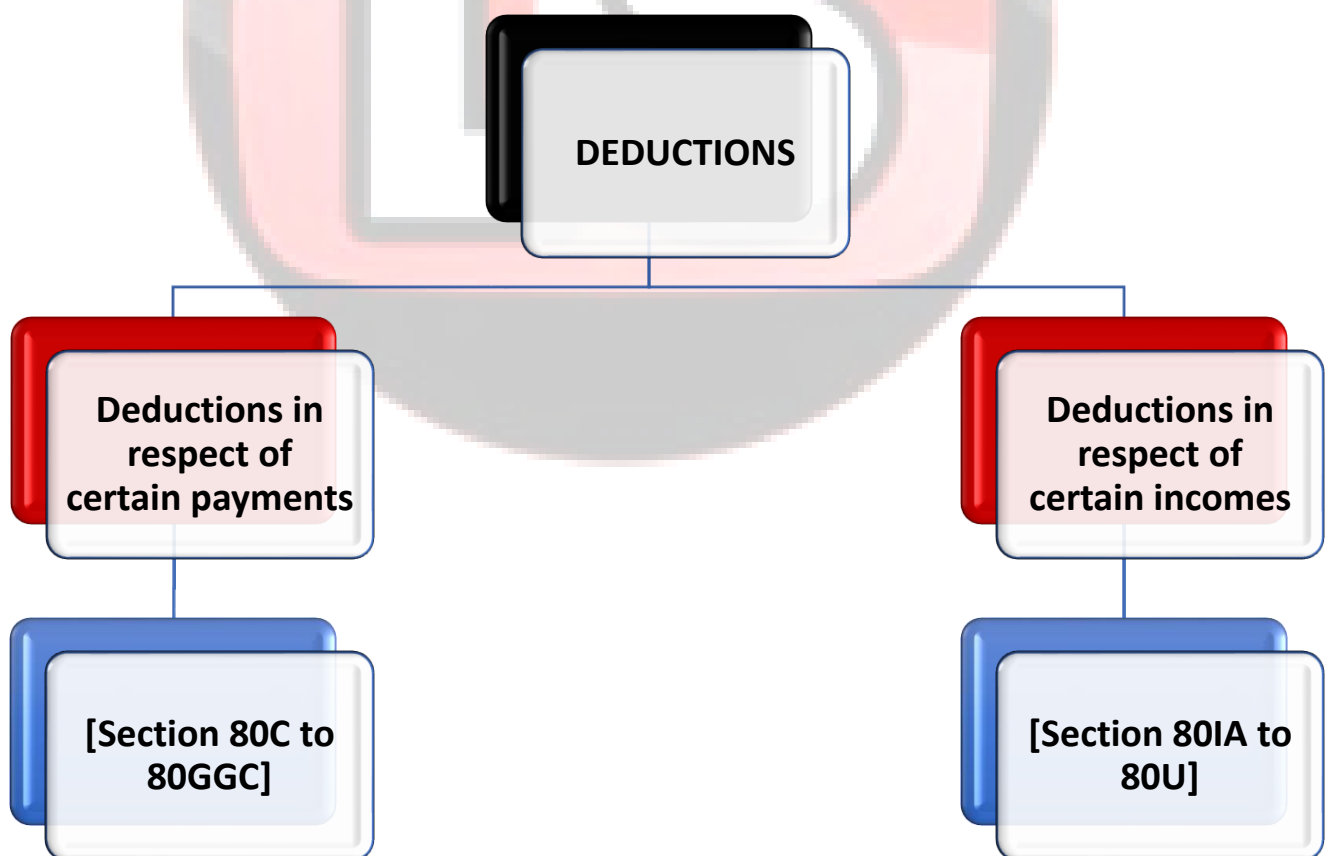 DEDUCTIONS
Deductions in
respect of
certain payments
Deductions in
respect of
certain incomes
[Section 80C to
80GGC]
[Section 80IA to
80U]